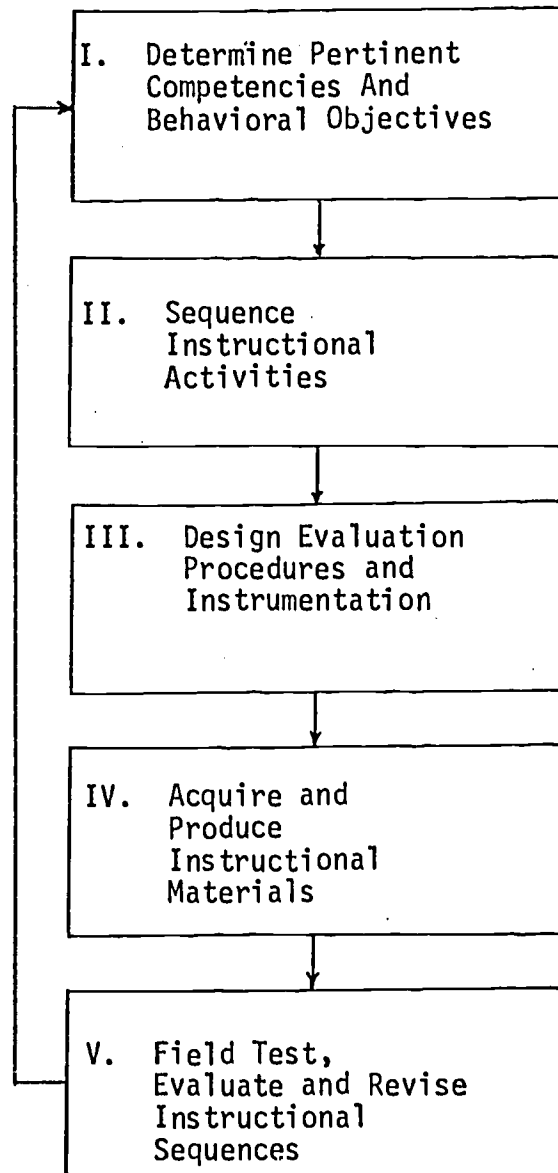 I. Determine Pertinent
Competencies And
Behavioral Objectives
II. Sequence
Instructional
Activities
III. Design Evaluation
Procedures and
Instrumentation
IV. Acquire and
Produce
Instructional
Materials
V. Field Test,
Evaluate and Revise
Instructional
Sequences